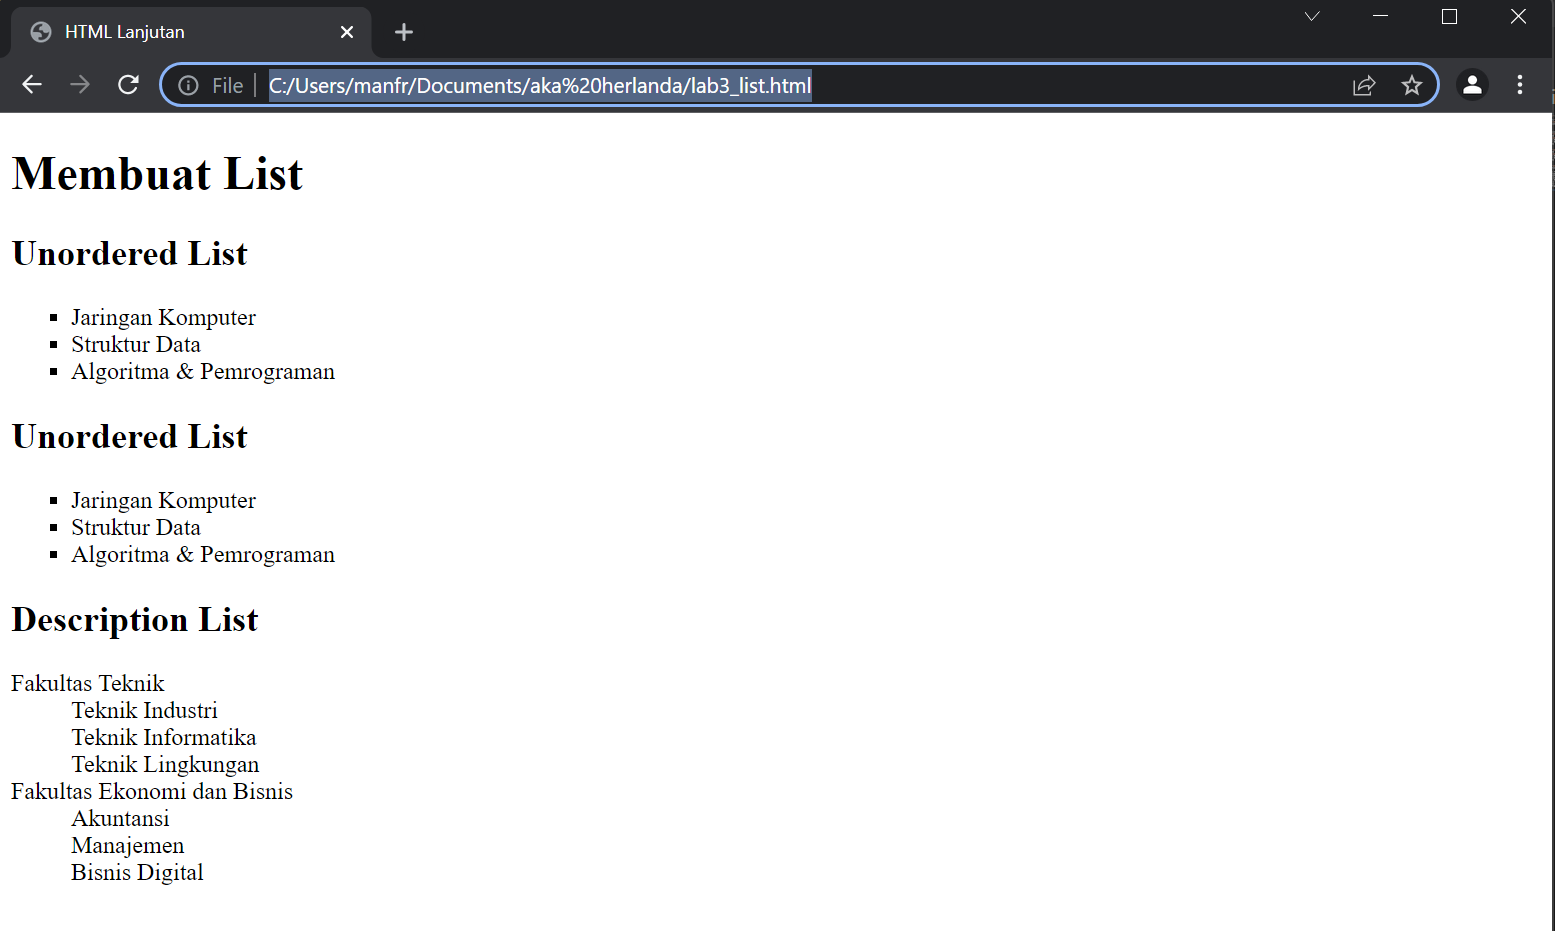 HTML Lanjutan
File
C:/Users/manfr/Documents/aka%20herlanda/lab3_list.html
Membuat List
Unordered List
Jaringan Komputer
Struktur Data
Algoritma & Pemrograman
Unordered List
Jaringan Komputer
Struktur Data
Algoritma & Pemrograman
Description List
Fakultas Teknik
Teknik Industri
Teknik Informatika
Teknik Lingkungan
Fakultas Ekonomi dan Bisnis
Akuntansi
Manajemen
Bisnis Digital